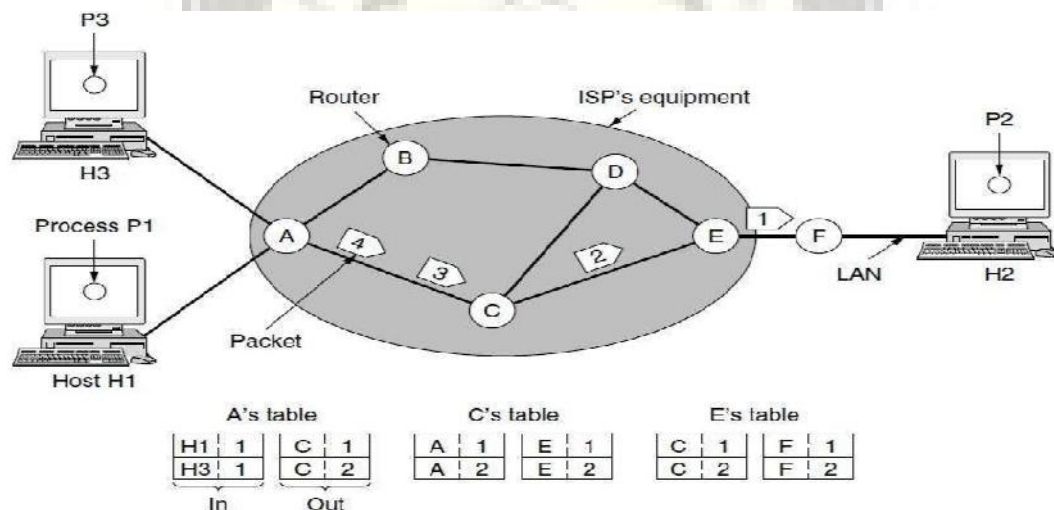 P3
Router
ISP's equipment
P2
B
D
H3
Process P1
A
4
3
2
E
1
F
C
LAN
H2
Packet
Host H1
A's table
C's table
E's table
H1 1 C 1 A 1 E 1 C 1 F 1
H3 1 C 2 A 2 E 2 C 2 F 2
In Out